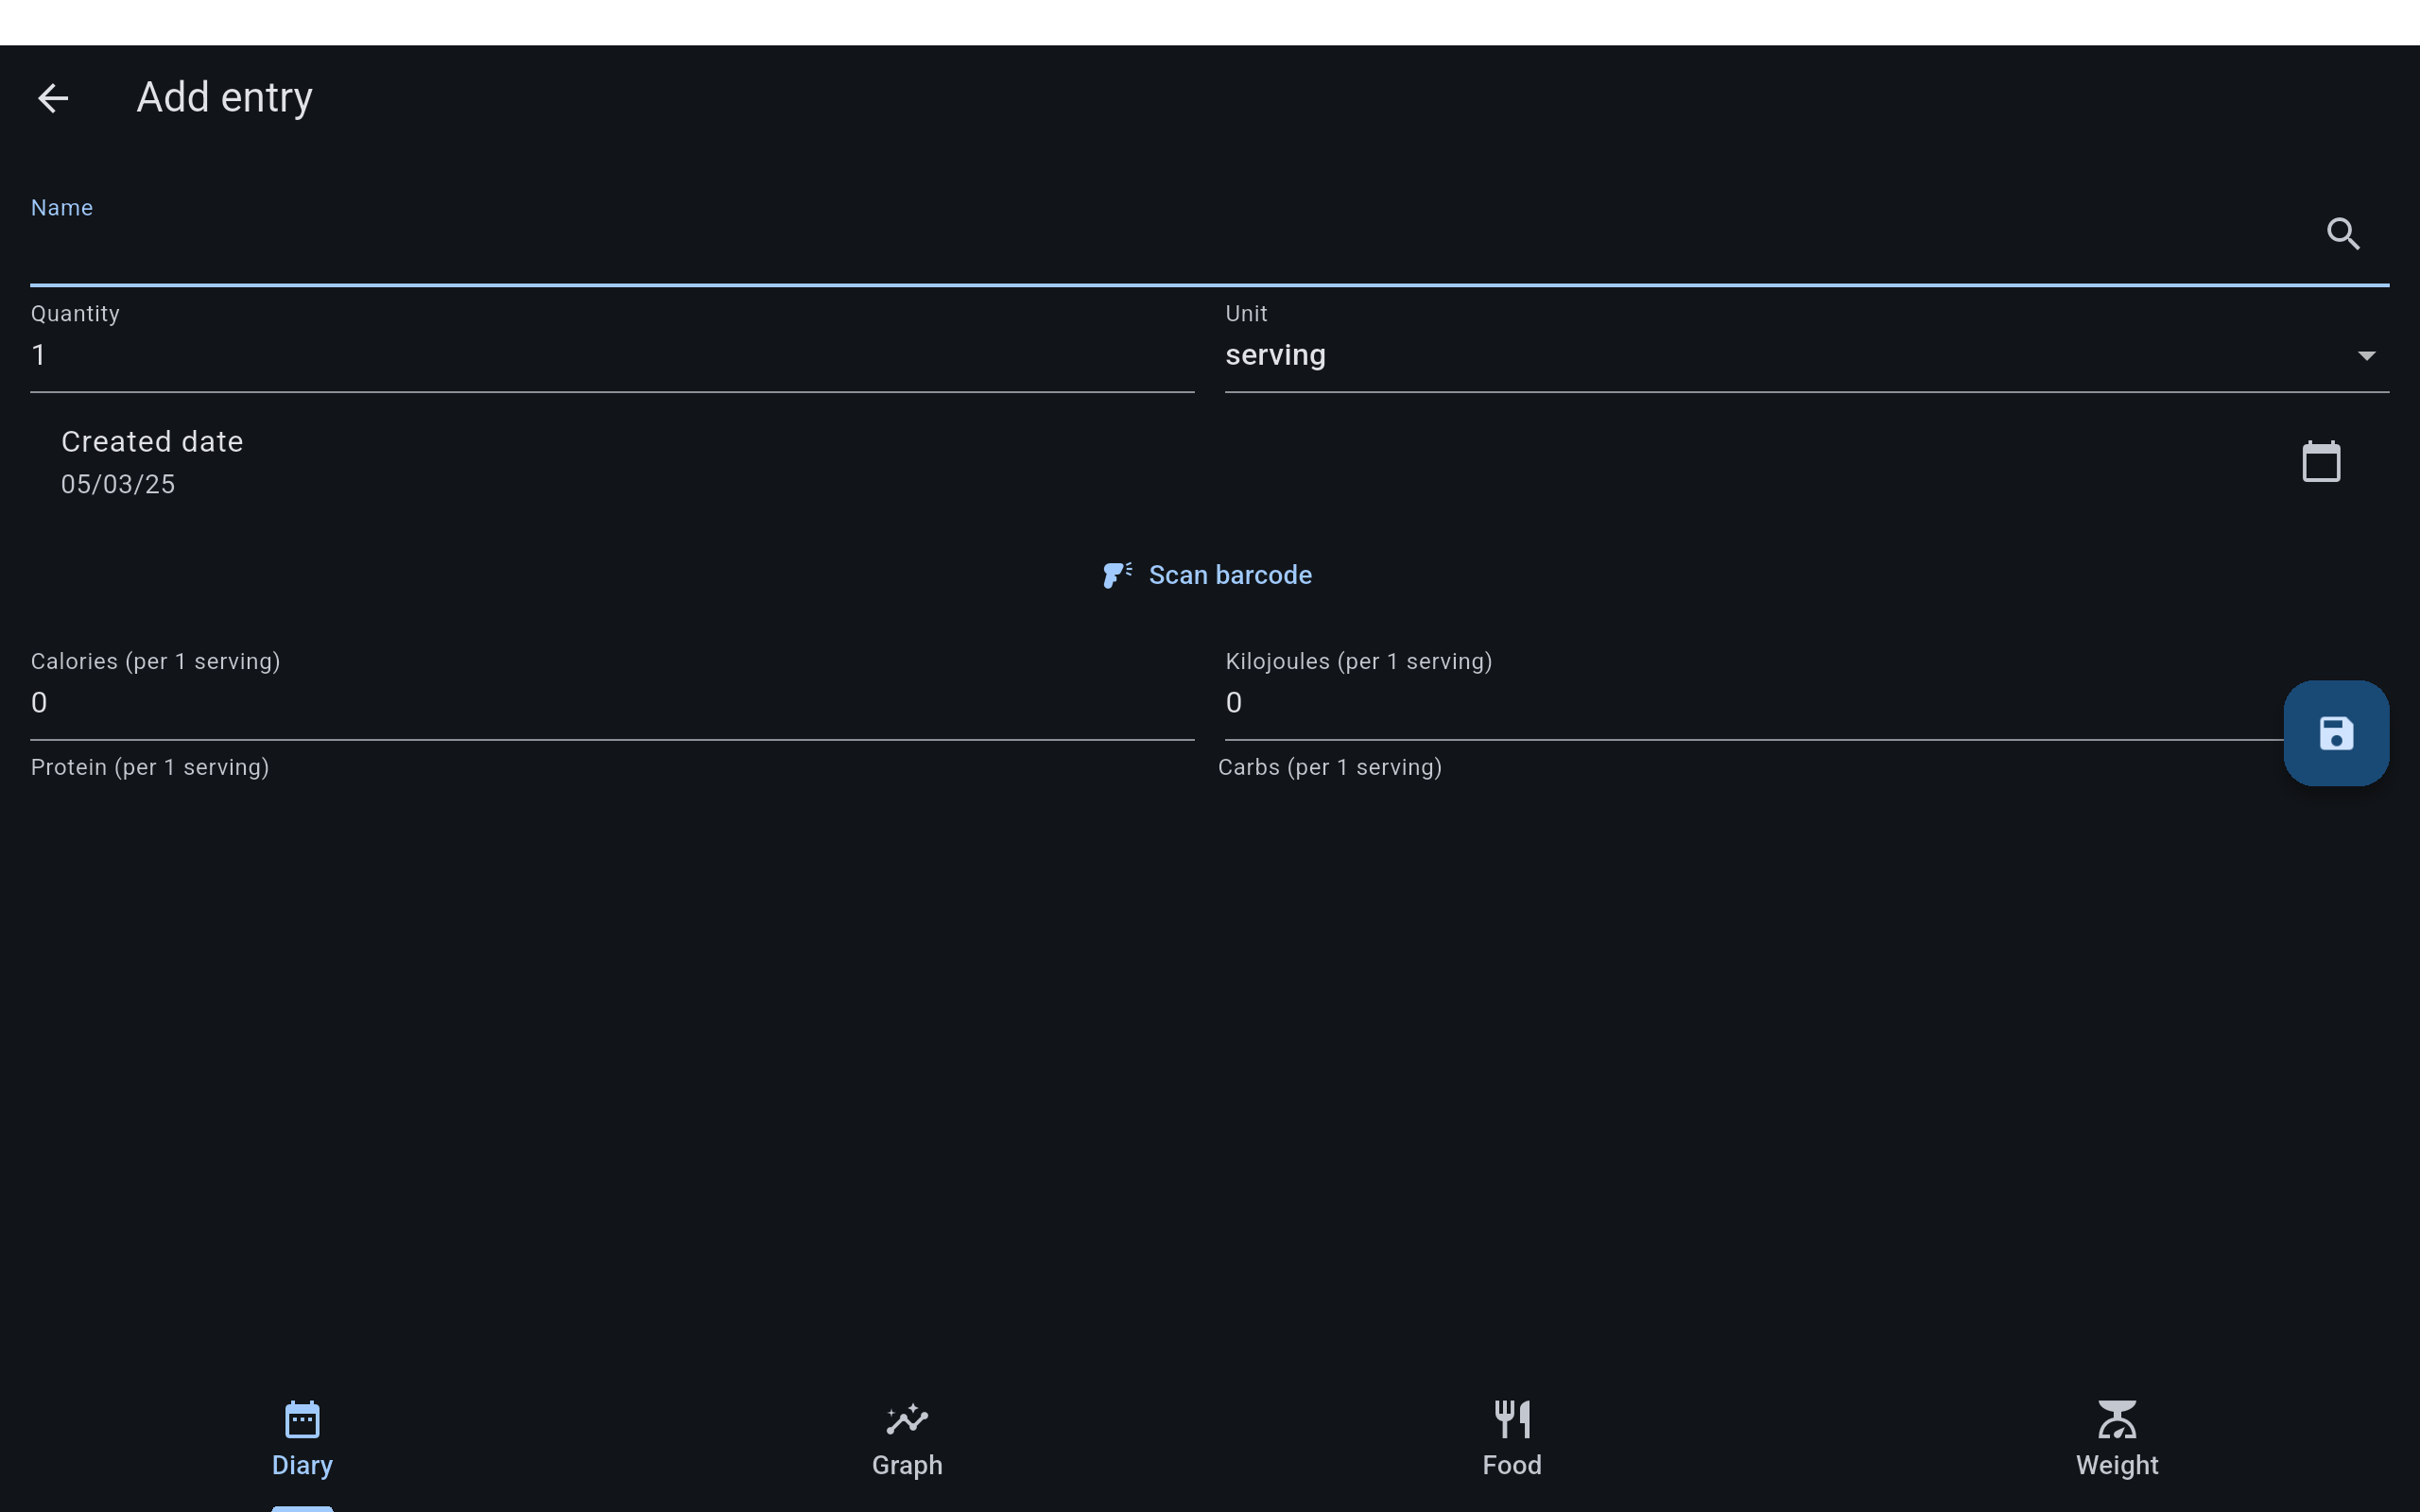 Add entry
Name
Quantity
1
Unit
serving
Created date
05/03/25
Scan barcode
Calories (per 1 serving)
0
Kilojoules (per 1 serving)
0
Protein (per 1 serving)
Carbs (per 1 serving)
Diary
Graph
Food
Weight